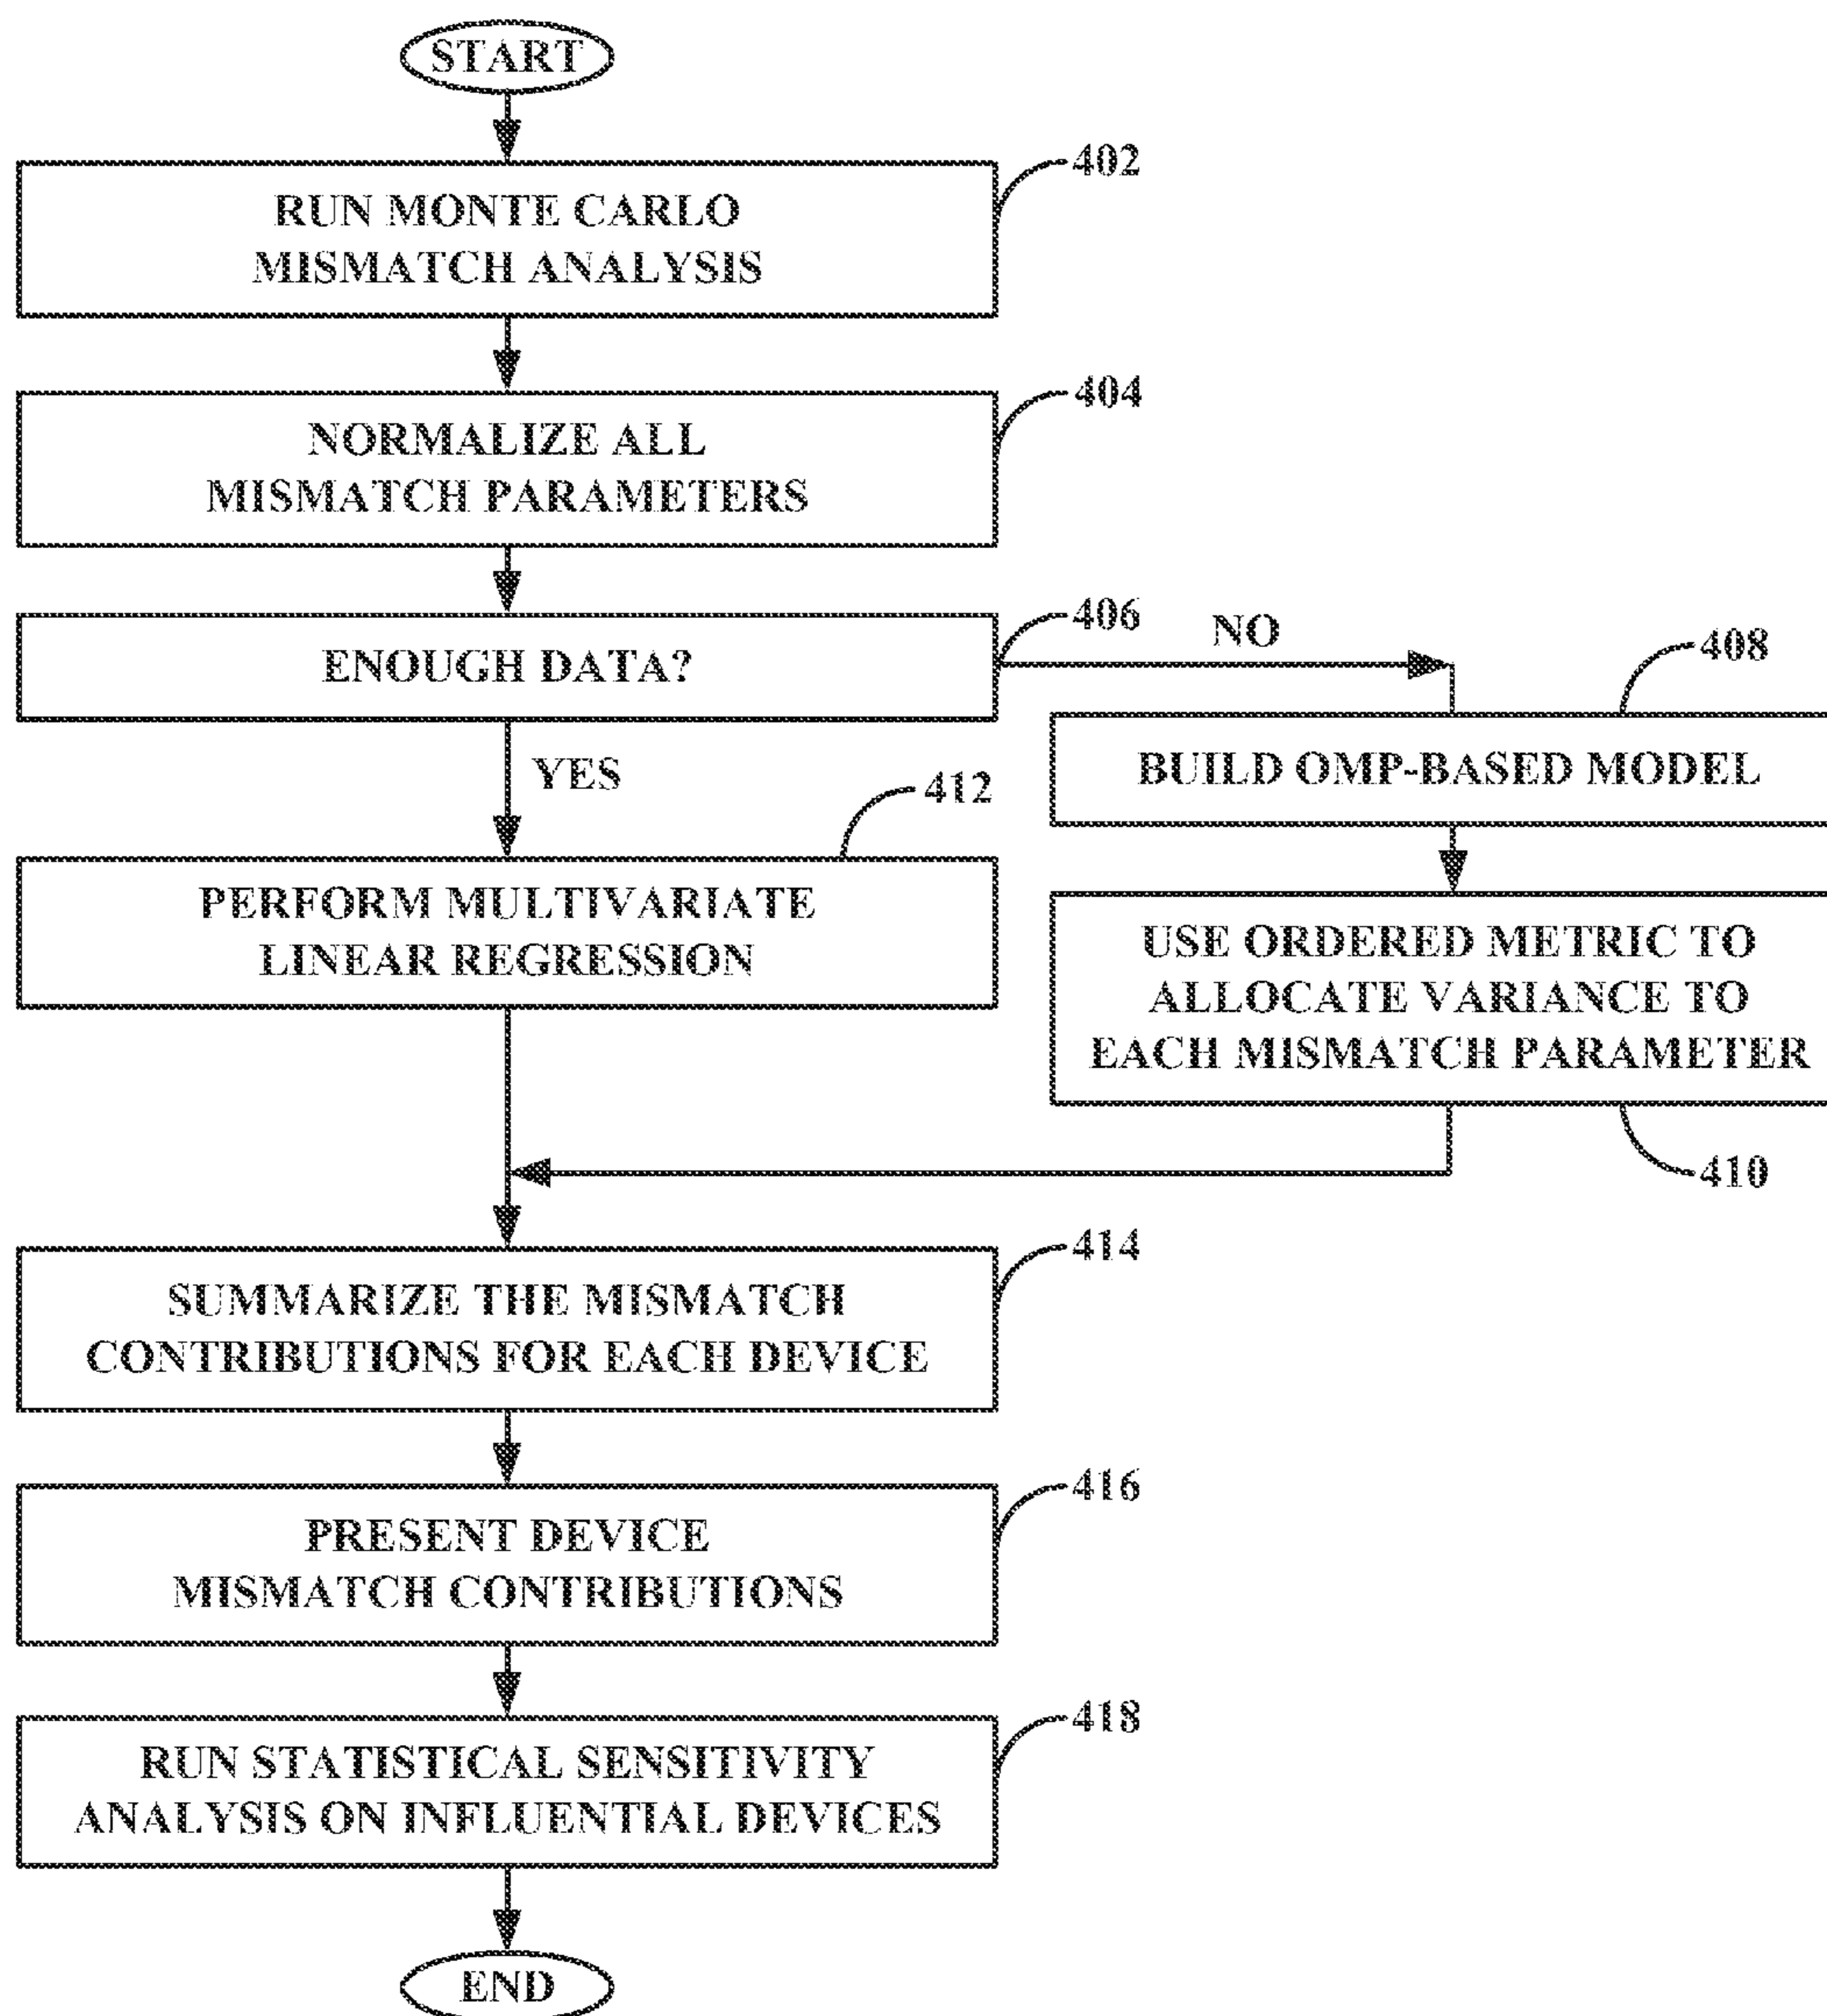 START
402
RUN MONTE CARLO
MISMATCH ANALYSIS
404
NORMALIZE ALL
MISMATCH PARAMETERS
406
ENOUGH DATA?
NO
408
BUILD OMP-BASED MODEL
YES
412
PERFORM MULTIVARIATE
LINEAR REGRESSION
USE ORDERED METRIC TO
ALLOCATE VARIANCE TO
EACH MISMATCH PARAMETER
410
414
SUMMARIZE THE MISMATCH
CONTRIBUTIONS FOR EACH DEVICE
416
PRESENT DEVICE
MISMATCH CONTRIBUTIONS
418
RUN STATISTICAL SENSITIVITY
ANALYSIS ON INFLUENTIAL DEVICES
END